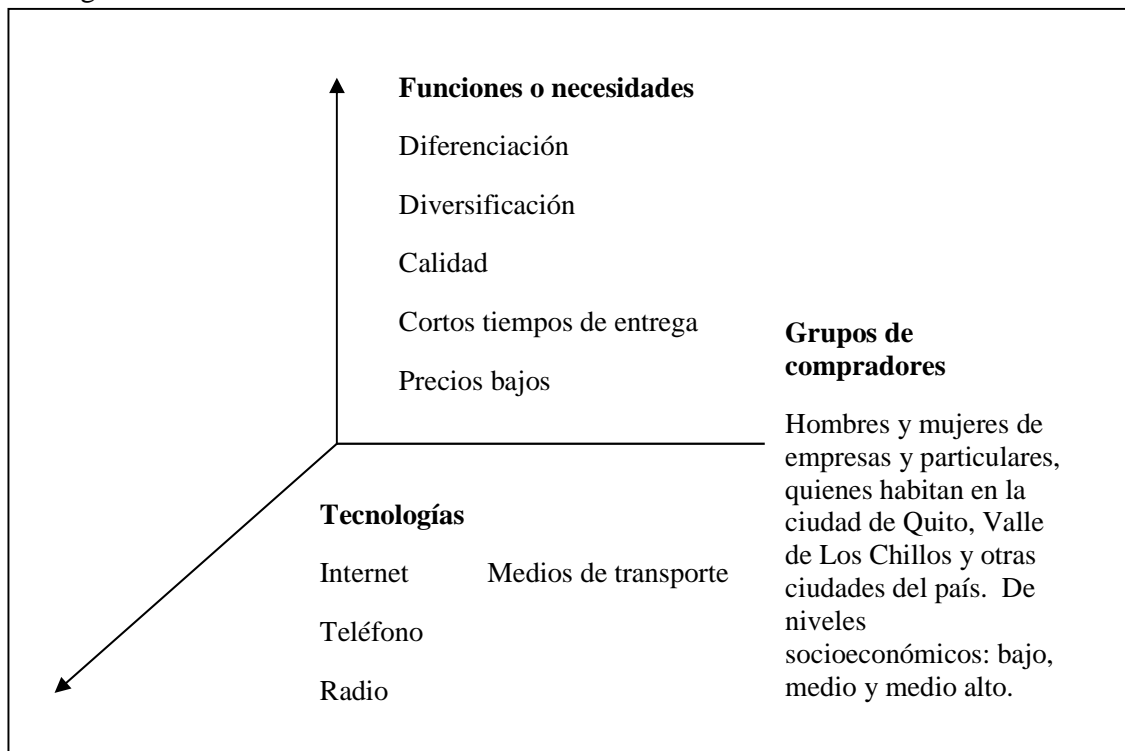 Funciones o necesidades
Diferenciación
Diversificación
Calidad
Cortos tiempos de entrega
Precios bajos
Grupos de
compradores
Hombres y mujeres de
empresas y particulares,
quienes habitan en la
ciudad de Quito, Valle
de Los Chillos y otras
ciudades del país. De
niveles
socioeconómicos: bajo,
medio y medio alto.
Tecnologías
Internet Medios de transporte
Teléfono
Radio